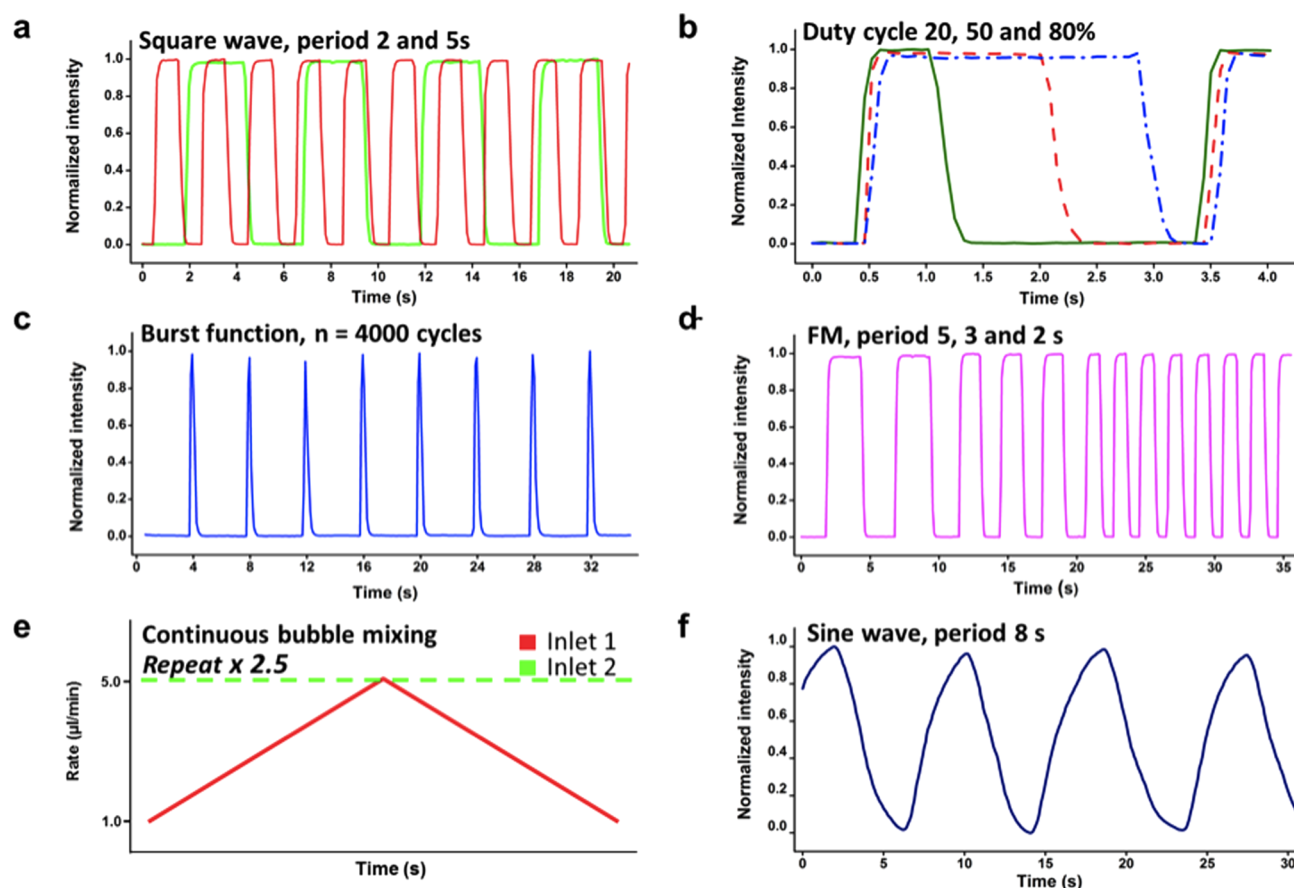 a
Square wave, period 2 and 5s
Normailized intensity
1.0
0.8
0.6
0.4
0.2
0.0
0 2 4 6 8 10 12 14 16 18 20
Time (s)
b
Duty cycle 20, 50 and 80%
Normalized Intensity
1.0
0.8
0.6
0.4
0.2
0.0
0.0 0.5 1.0 1.5 2.0 2.5 3.0 3.5 4.0
Time (s)
c
Burst function, n = 4000 cycles
Normalized intensity
1.0
0.8
0.6
0.4
0.2
0.0
0 4 8 12 16 20 24 28 32
Time (s)
d
FM, period 5, 3 and 2 s
Normalized intensity
1.0
0.8
0.6
0.4
0.2
0.0
0 5 10 15 20 25 30 35
Time (s)
e
Continuous bubble mixing
Repeat x 2.5
Inlet 1
Inlet 2
Rate (µl/min)
5.0
1.0
Time (s)
f
Sine wave, period 8 s
Normalized intensity
1.0
0.8
0.6
0.4
0.2
0.0
0 5 10 15 20 25 30
Time (s)